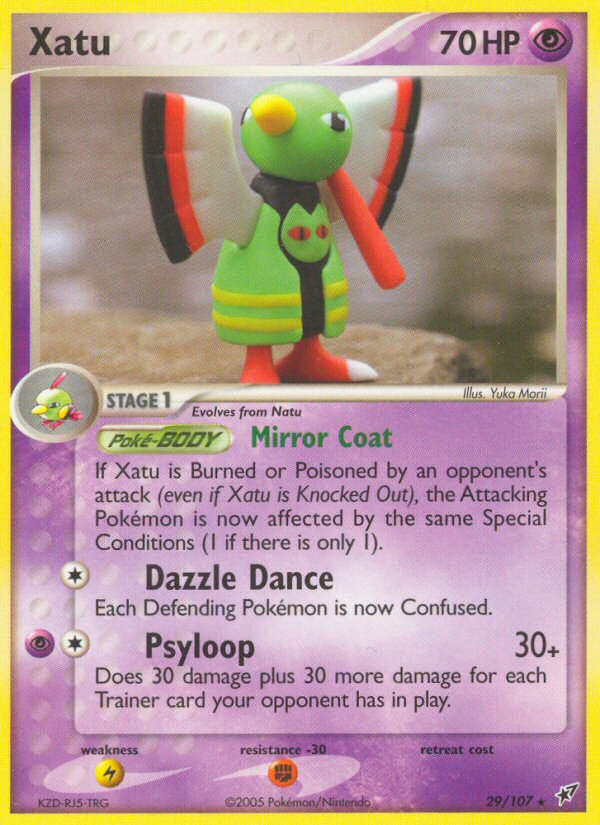 Xatu
70 HP
Illus. Yuka Morii
STAGE 1
Evolves from Natu
Poké-BODY Mirror Coat
If Xatu is Burned or Poisoned by an opponent's
attack (even if Xatu is Knocked Out), the Attacking
Pokémon is now affected by the same Special
Conditions (1 if there is only 1).
Dazzle Dance
Each Defending Pokémon is now Confused.
Psyloop 30+
Does 30 damage plus 30 more damage for each
Trainer card your opponent has in play.
weakness resistance -30 retreat cost
KZD-RJ5-TRG ©2005 Pokémon/Nintendo 29/107 ★